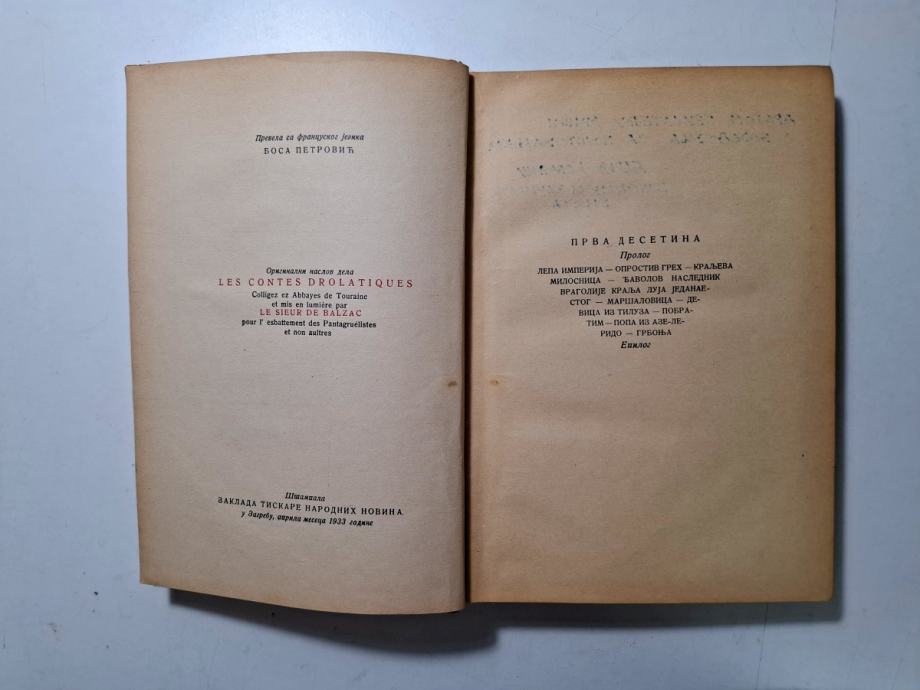 Превела са француског језика
БОСА ПЕТРОВИЋ
Оригинални наслов дела
LES CONTES DROLATIQUES
Colligez ez Abbayes de Touraine
et mis en lumière par
LE SIEUR DE BALZAC
pour l' esbattement des Pantagruélistes
et non aultres
Штампала
ЗАКЛАДА ТИСКАРЕ НАРОДНИХ НОВИНА
у Загребу, априла месеца 1933 године
ПРВА ДЕСЕТИНА
Пролог
ЛЕПА ИМПЕРИЈА — ОПРОСТИВ ГРЕХ — КРАЉЕВА
МИЛОСНИЦА — ЂАВОЛОВ НАСЛЕДНИК
ВРАГОЛИЈЕ КРАЉА ЛУЈА ЈЕДАНАЕ-
СТОГ — МАРШАЛОВИЦА — ДЕ-
ВИЦА ИЗ ТИЛУЗА — ПОБРА-
ТИМ — ПОПА ИЗ АЗЕ-ЛЕ-
РИДО — ГРБОЊА
Епилог